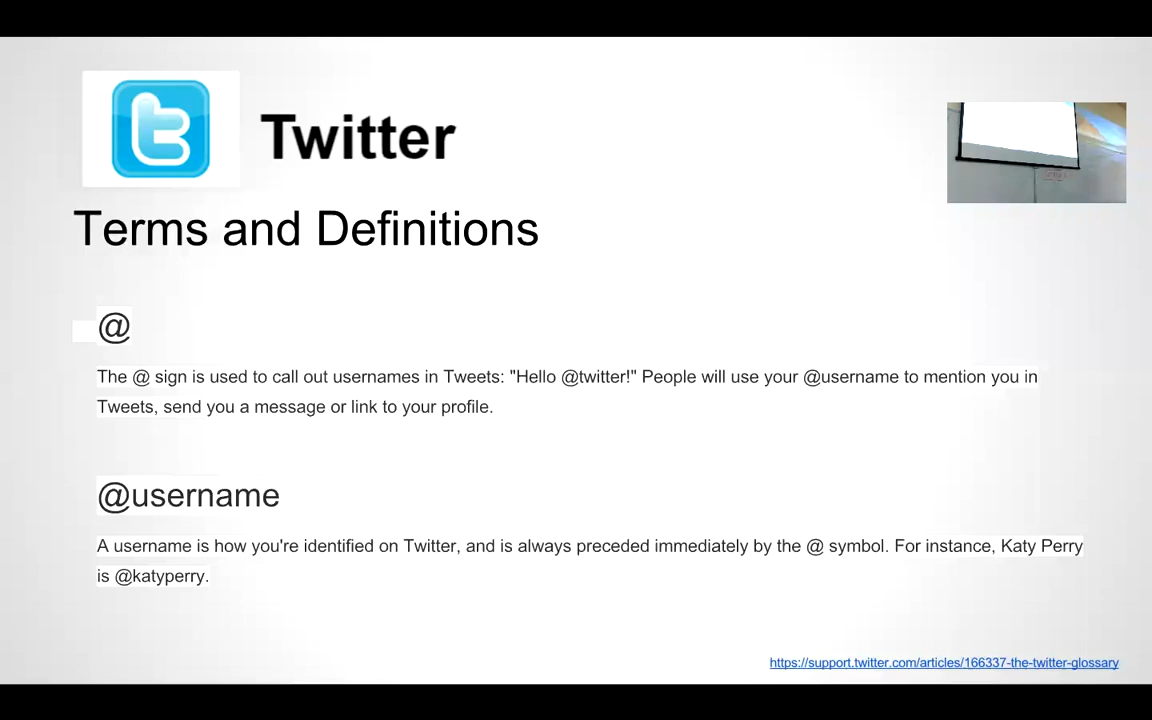 Twitter
Terms and Definitions
@
The @ sign is used to call out usernames in Tweets: "Hello @twitter!" People will use your @username to mention you in
Tweets, send you a message or link to your profile.
@username
A username is how you're identified on Twitter, and is always preceded immediately by the @ symbol. For instance, Katy Perry
is @katyperry.
https://support.twitter.com/articles/166337-the-twitter-glossary